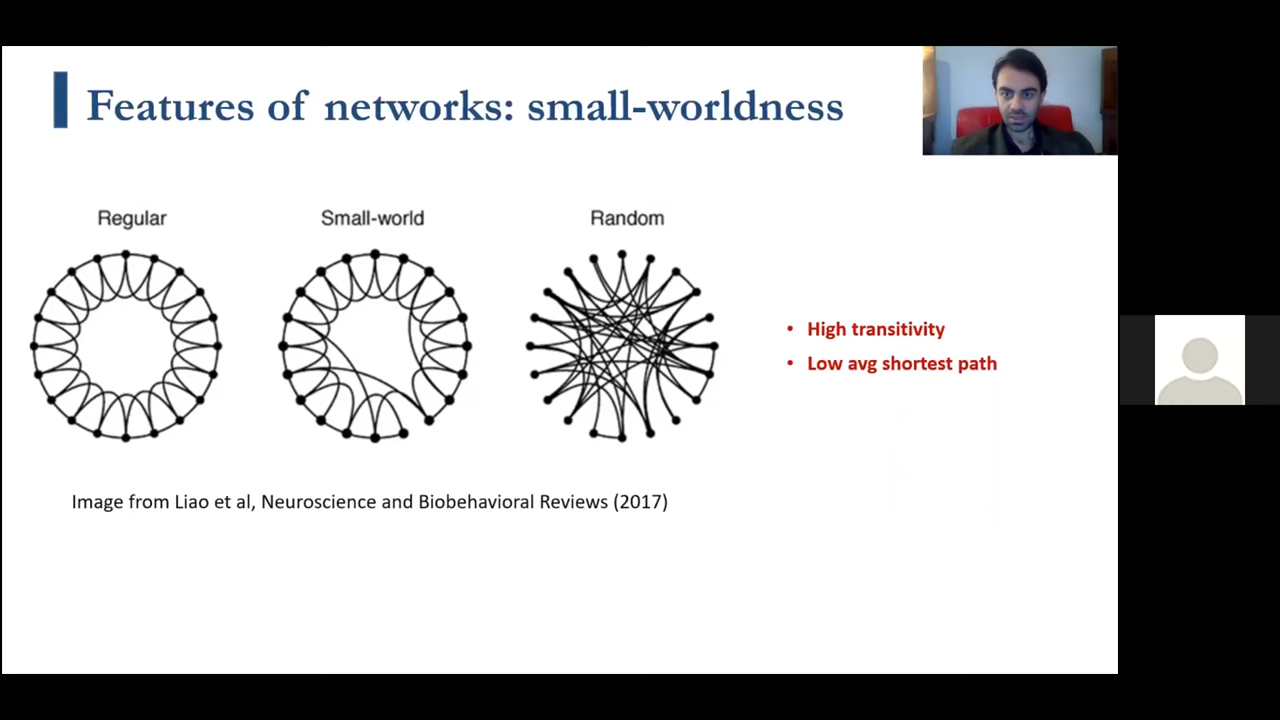 Features of networks: small-worldness
Regular
Small-world
Random
• High transitivity
• Low avg shortest path
Image from Liao et al, Neuroscience and Biobehavioral Reviews (2017)